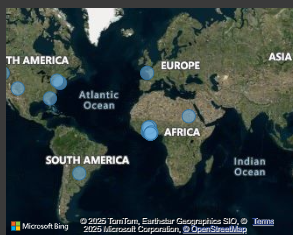 TH AMERICA
EUROPE
ASIA
Atlantic
Ocean
AFRICA
SOUTH AMERICA
Indian
Ocean
Microsoft Bing
© 2025 TomTom, Earthstar Geographics SIO, © Terms
2025 Microsoft Corporation, © OpenStreetMap